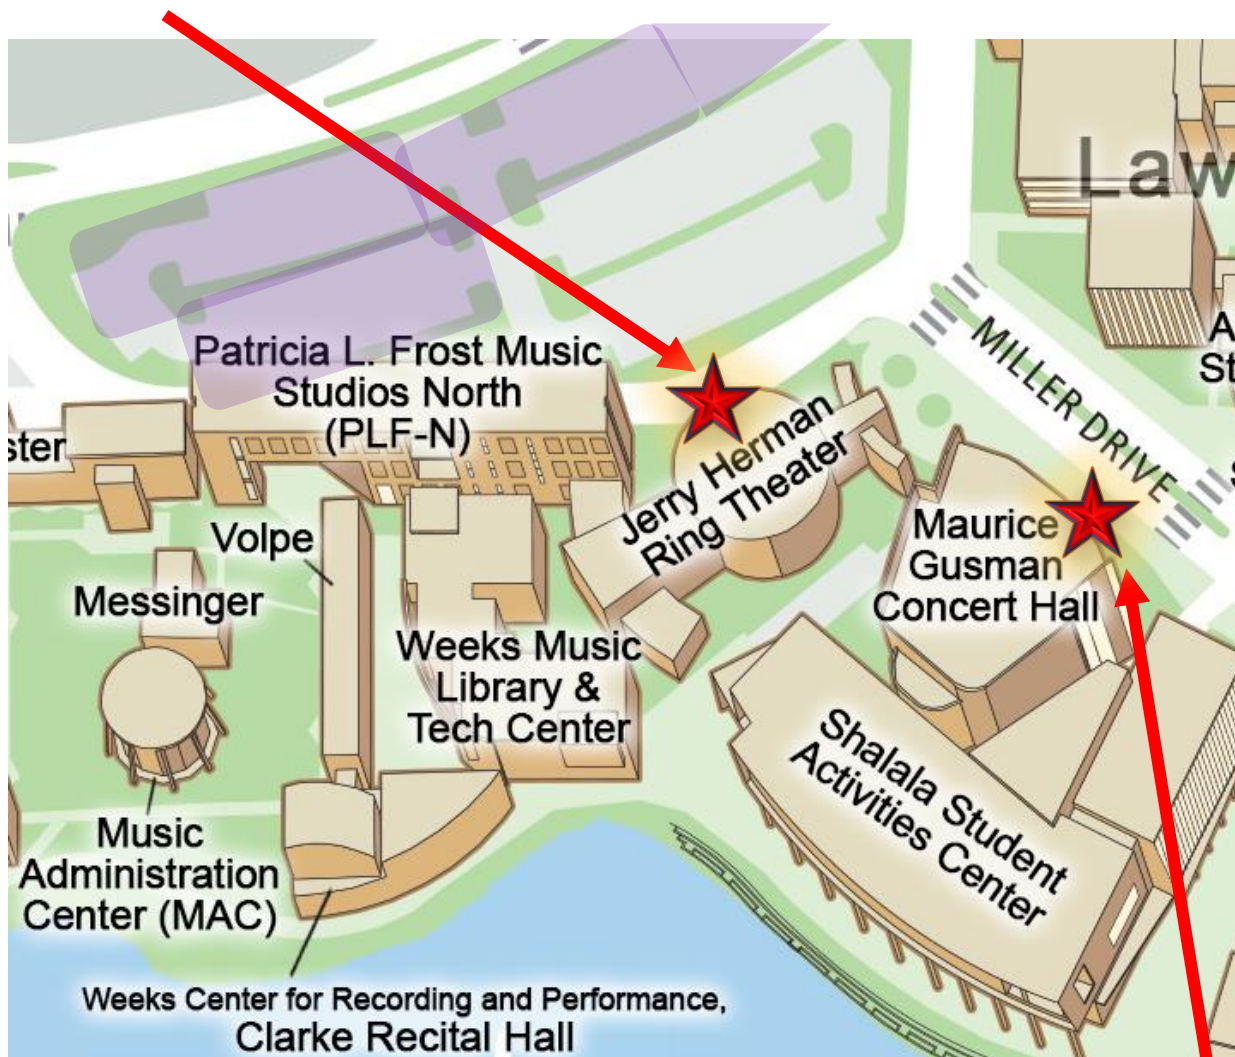 Law
Patricia L. Frost Music
Studios North
(PLF-N)
MILLER DRIVE
A
St
ster
Jerry Herman
Ring Theater
Volpe
Maurice
Gusman
Concert Hall
Messinger
Weeks Music
Library &
Tech Center
Shalala Student
Activities Center
Music
Administration
Center (MAC)
Weeks Center for Recording and Performance,
Clarke Recital Hall